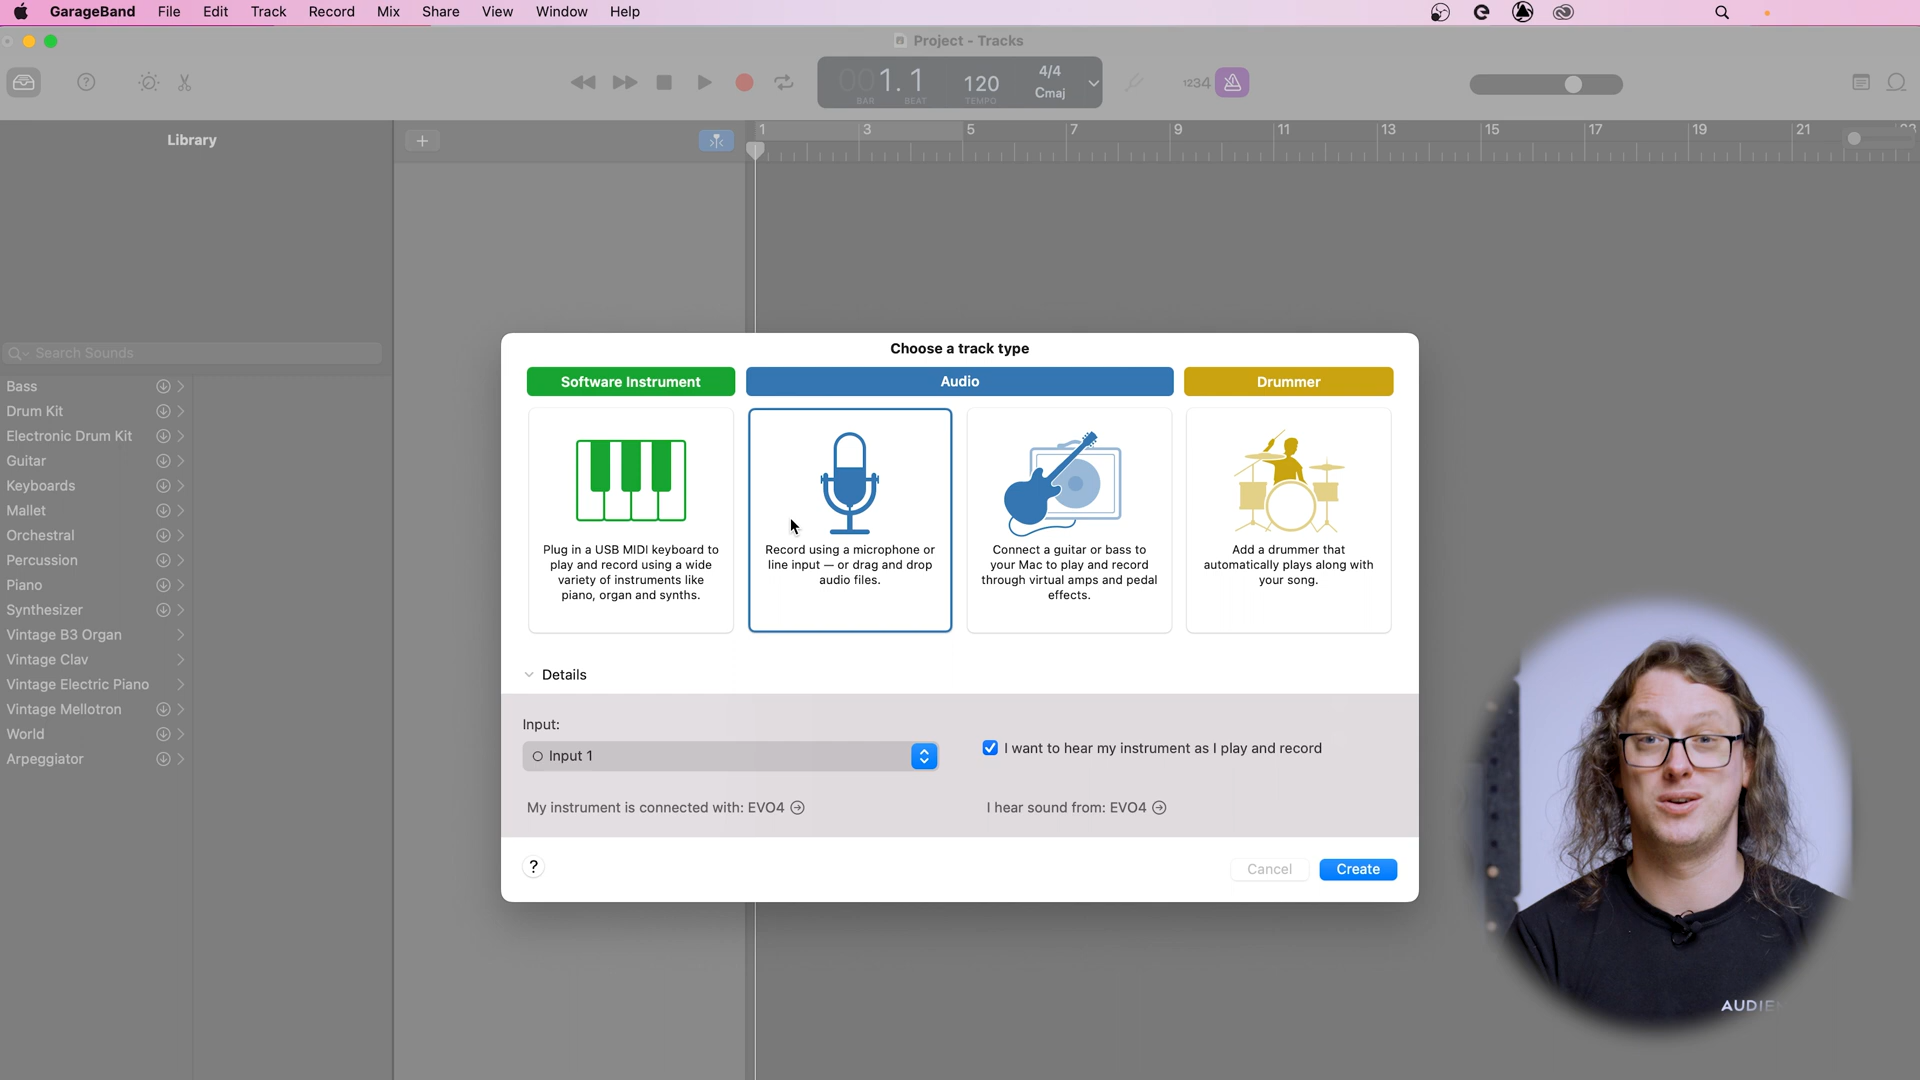 GarageBand File Edit Track Record Mix Share View Window Help
Project - Tracks
001.1 120 4/4
Cmaj
BAR BEAT TEMPO
1234
Library
1 3 5 7 9 11 13 15 17 19 21
Search Sounds
Bass
Drum Kit
Electronic Drum Kit
Guitar
Keyboards
Mallet
Orchestral
Percussion
Piano
Synthesizer
Vintage B3 Organ
Vintage Clav
Vintage Electric Piano
Vintage Mellotron
World
Arpeggiator
Choose a track type
Software Instrument
Audio
Drummer
Plug in a USB MIDI keyboard to
play and record using a wide
variety of instruments like
piano, organ and synths.
Record using a microphone or
line input — or drag and drop
audio files.
Connect a guitar or bass to
your Mac to play and record
through virtual amps and pedal
effects.
Add a drummer that
automatically plays along with
your song.
Details
Input:
Input 1
I want to hear my instrument as I play and record
My instrument is connected with: EVO4
I hear sound from: EVO4
?
Cancel
Create